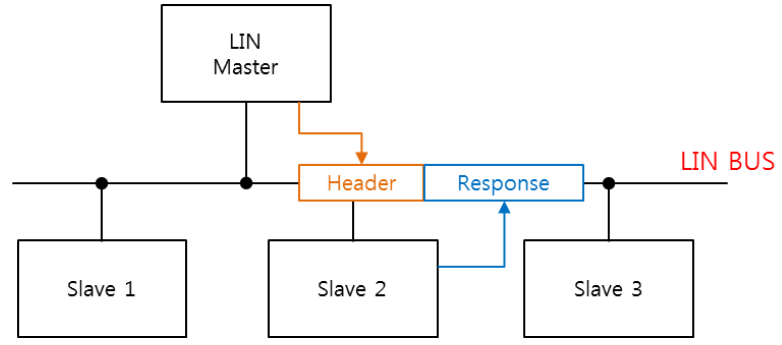 LIN
Master
LIN BUS
Header
Response
Slave 1
Slave 2
Slave 3